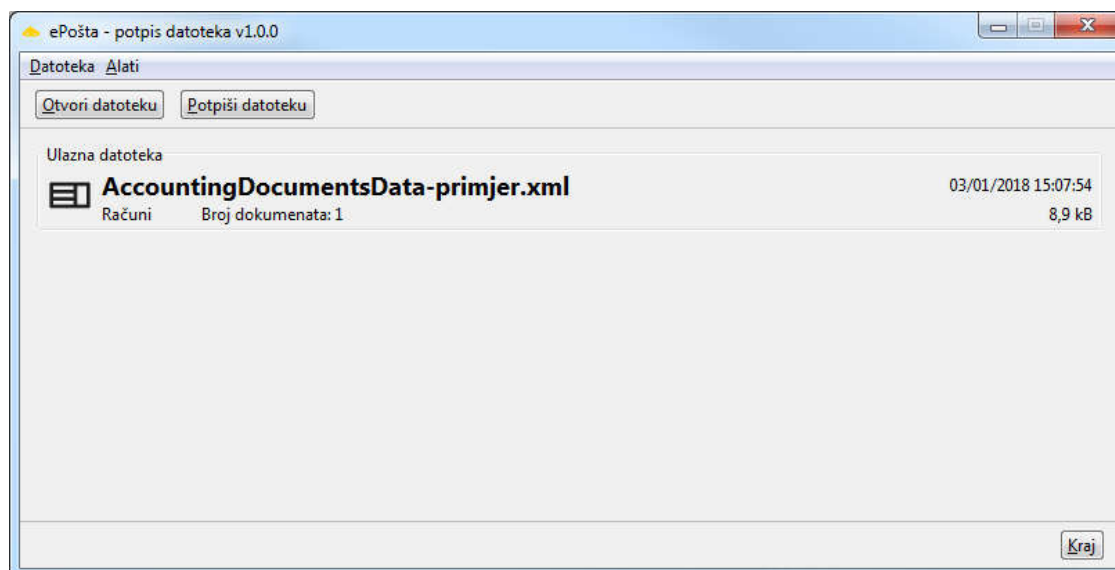 ePošta - potpis datoteka v1.0.0
Datoteka Alati
Otvori datoteku Potpiši datoteku
Ulazna datoteka
AccountingDocumentsData-primjer.xml 03/01/2018 15:07:54
Računi Broj dokumenata: 1 8,9 kB
Kraj